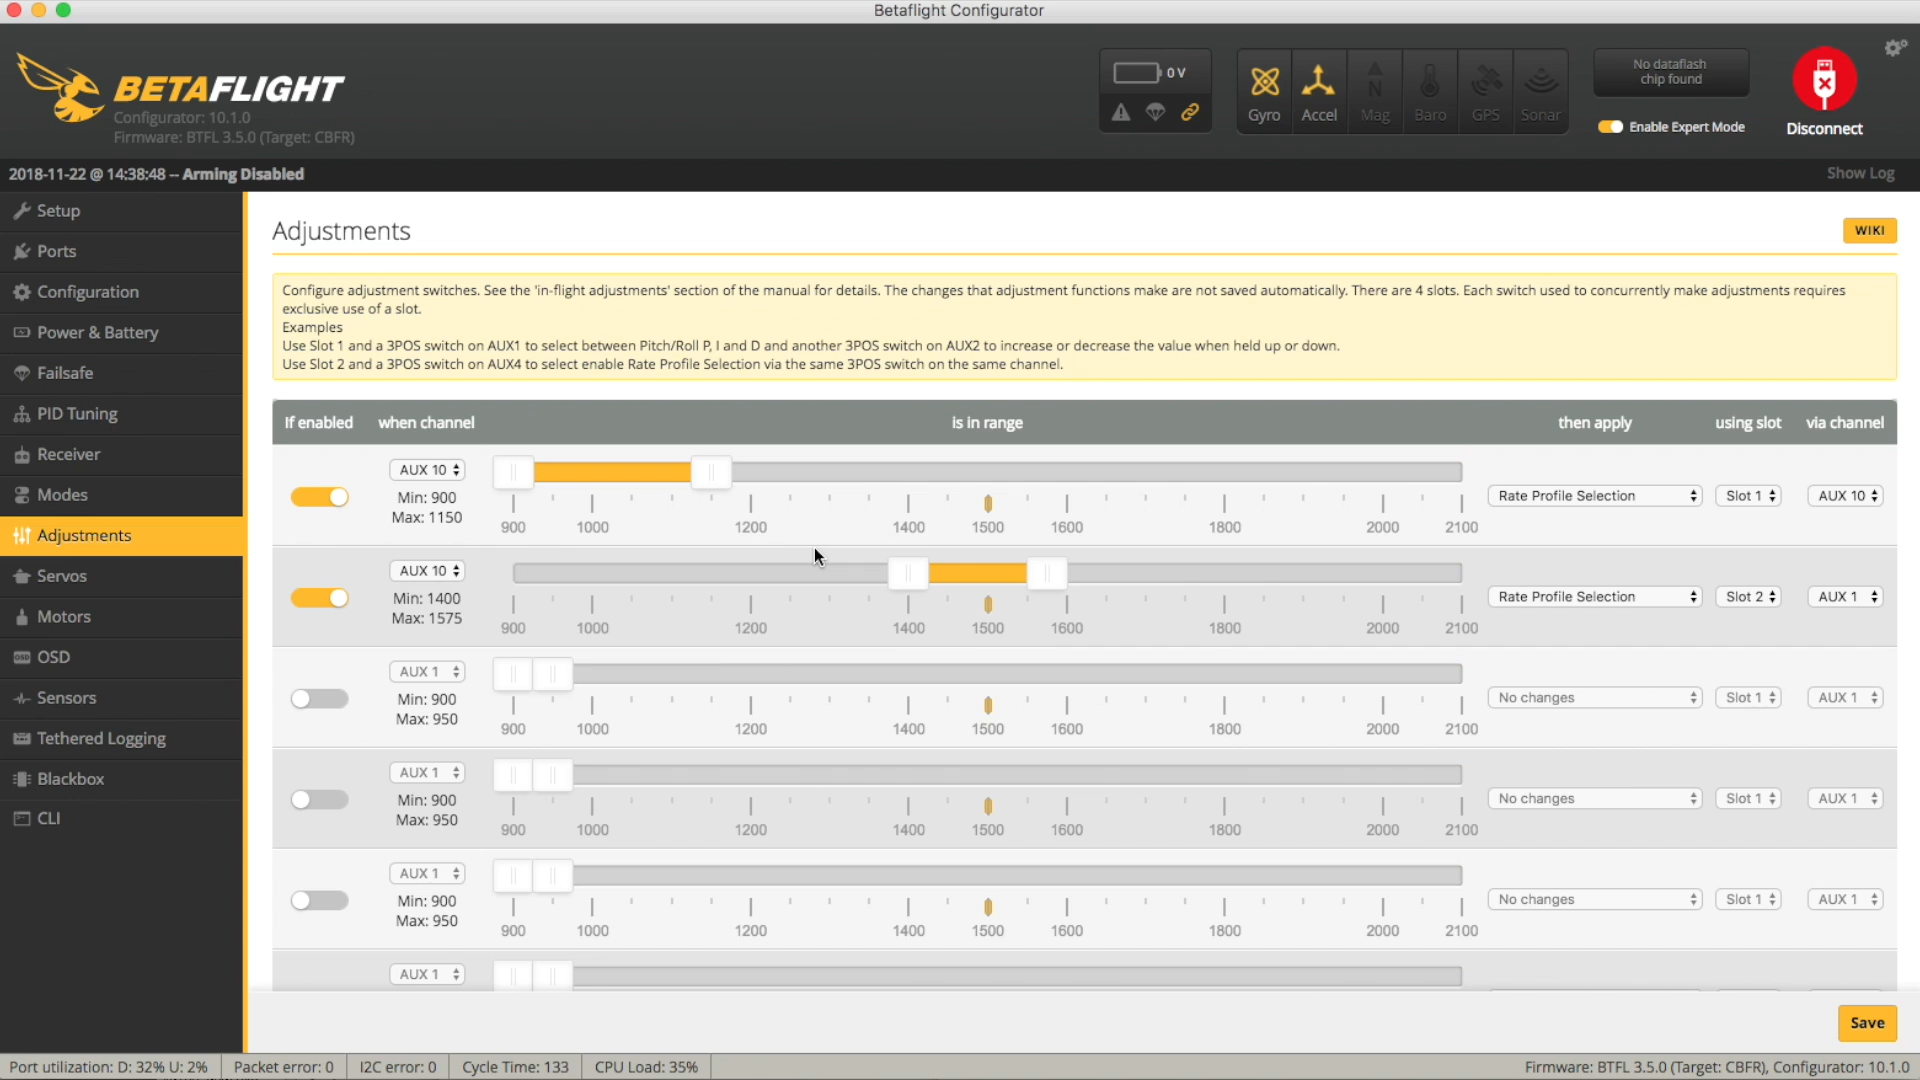 Betaflight Configurator
BETAFLIGHT
Configurator: 10.1.0
Firmware: BTFL 3.5.0 (Target: CBFR)
0 V
Gyro
Accel
N
Mag
Baro
GPS
Sonar
No dataflash
chip found
Enable Expert Mode
Disconnect
2018-11-22 @ 14:38:48 -- Arming Disabled
Show Log
Setup
Ports
Configuration
Power & Battery
Failsafe
PID Tuning
Receiver
Modes
Adjustments
Servos
Motors
OSD
Sensors
Tethered Logging
Blackbox
CLI
Adjustments
WIKI
Configure adjustment switches. See the 'in-flight adjustments' section of the manual for details. The changes that adjustment functions make are not saved automatically. There are 4 slots. Each switch used to concurrently make adjustments requires
exclusive use of a slot.
Examples
Use Slot 1 and a 3POS switch on AUX1 to select between Pitch/Roll P, I and D and another 3POS switch on AUX2 to increase or decrease the value when held up or down.
Use Slot 2 and a 3POS switch on AUX4 to select enable Rate Profile Selection via the same 3POS switch on the same channel.
If enabled when channel is in range then apply using slot via channel
AUX 10
Min: 900
Max: 1150
900 1000 1200 1400 1500 1600 1800 2000 2100
Rate Profile Selection Slot 1 AUX 10
AUX 10
Min: 1400
Max: 1575
900 1000 1200 1400 1500 1600 1800 2000 2100
Rate Profile Selection Slot 2 AUX 1
AUX 1
Min: 900
Max: 950
900 1000 1200 1400 1500 1600 1800 2000 2100
No changes Slot 1 AUX 1
AUX 1
Min: 900
Max: 950
900 1000 1200 1400 1500 1600 1800 2000 2100
No changes Slot 1 AUX 1
AUX 1
Min: 900
Max: 950
900 1000 1200 1400 1500 1600 1800 2000 2100
No changes Slot 1 AUX 1
AUX 1
Save
Port utilization: D: 32% U: 2% Packet error: 0 I2C error: 0 Cycle Time: 133 CPU Load: 35% Firmware: BTFL 3.5.0 (Target: CBFR), Configurator: 10.1.0